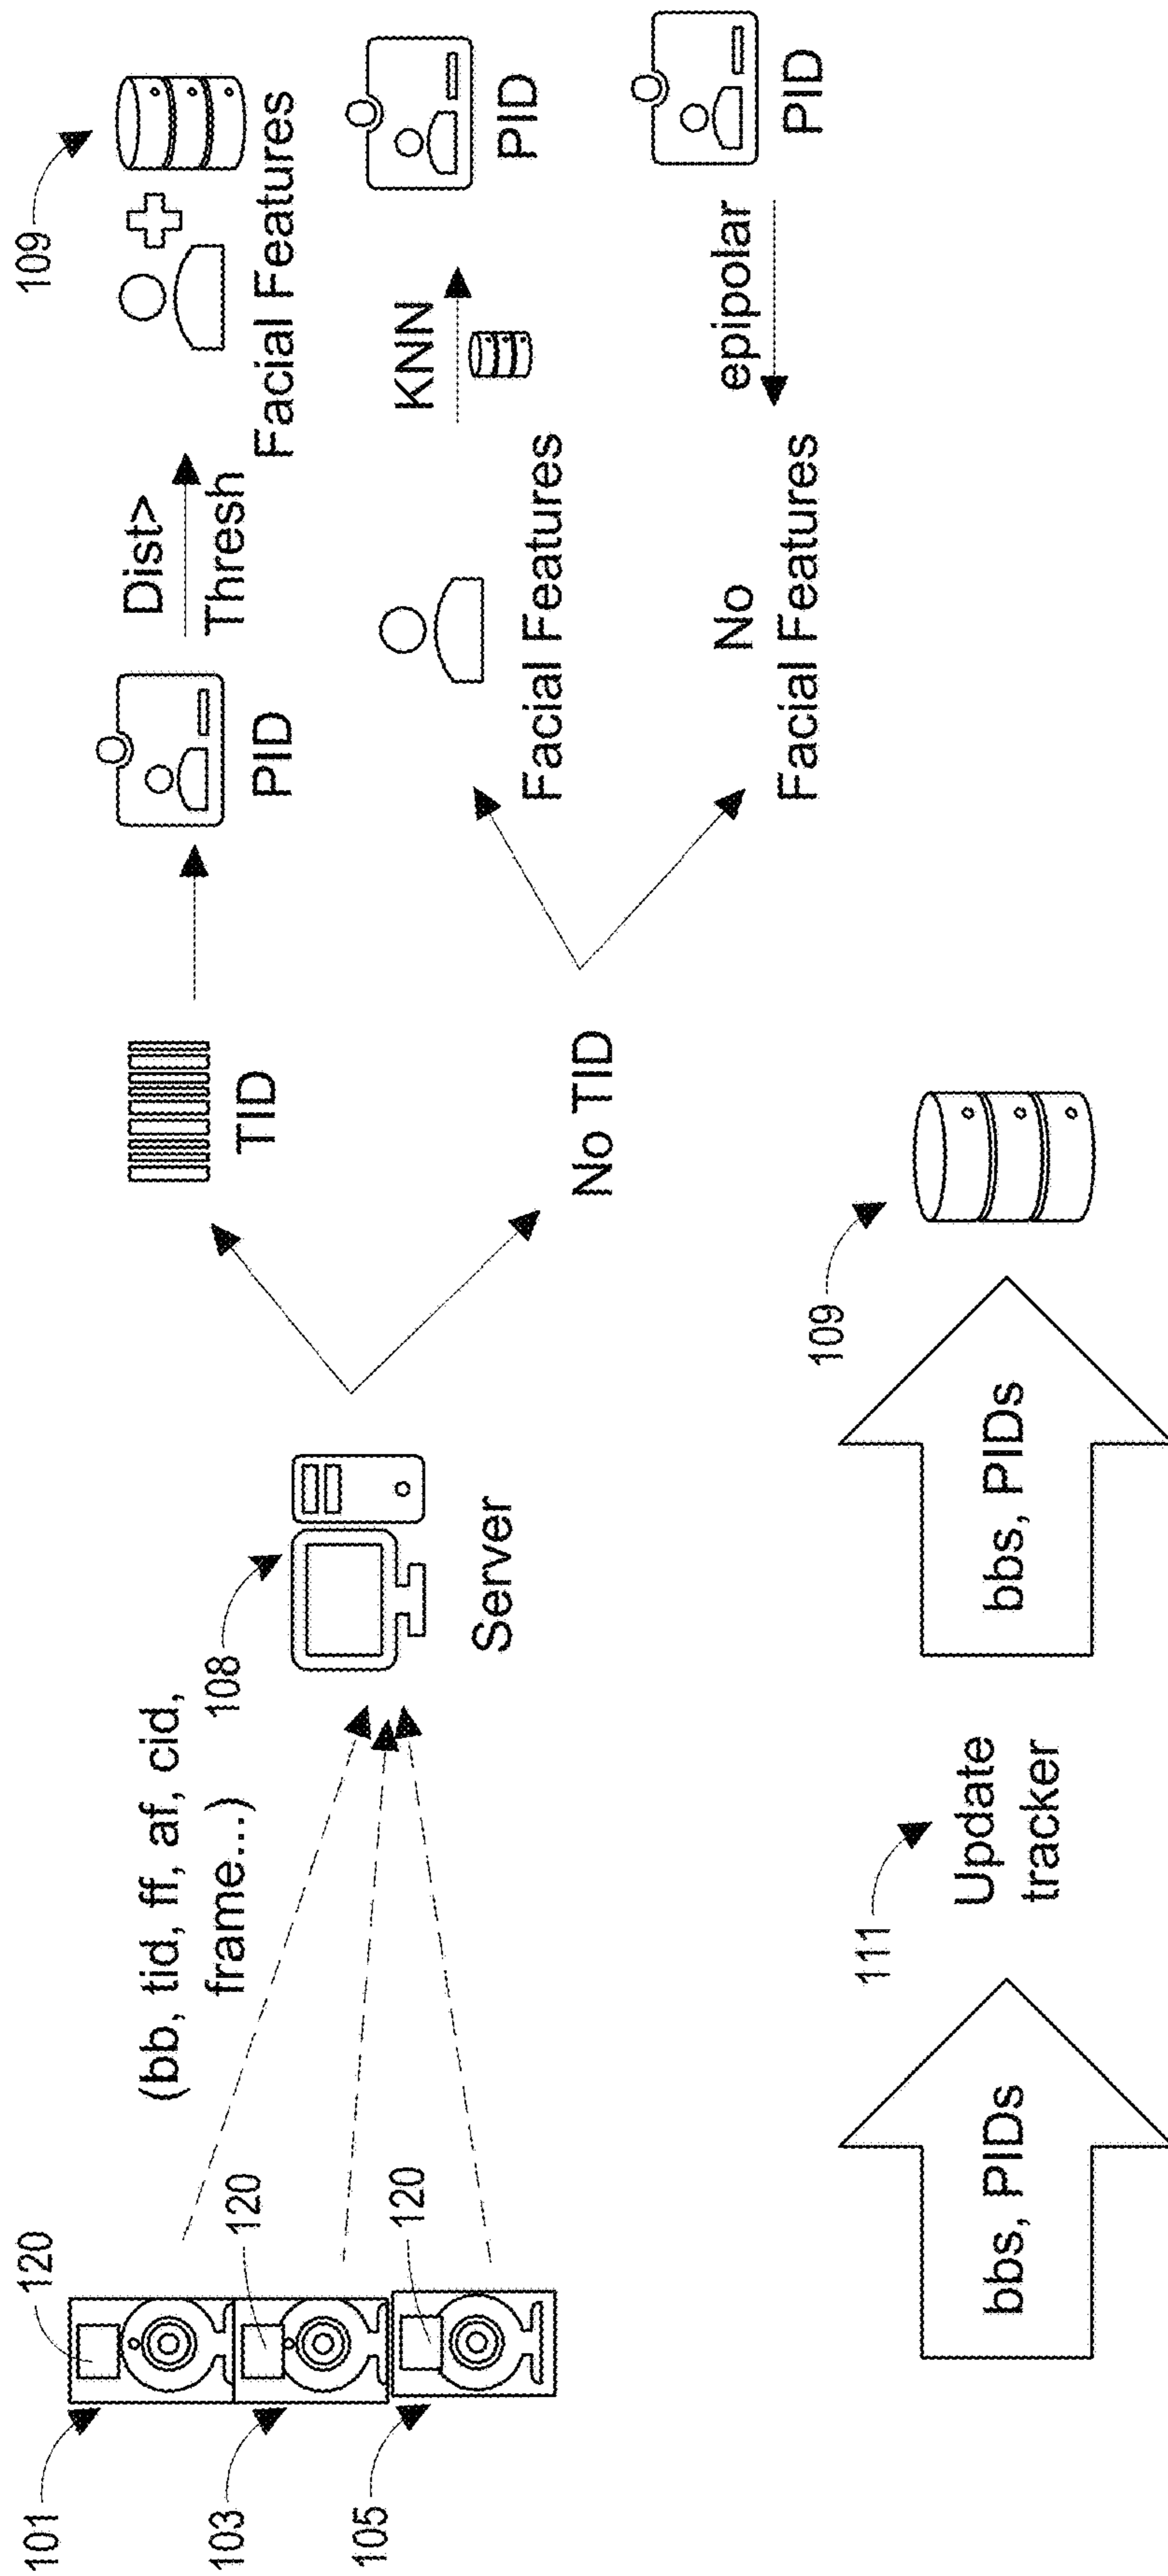 101
120
103
120
105
120
(bb, tid, ff, af, cid,
frame...)
108
Server
TID
No TID
PID
Dist>
Thresh
109
Facial Features
Facial Features
KNN
PID
No
Facial Features
epipolar
PID
bbs, PIDs
111
Update
tracker
bbs, PIDs
109